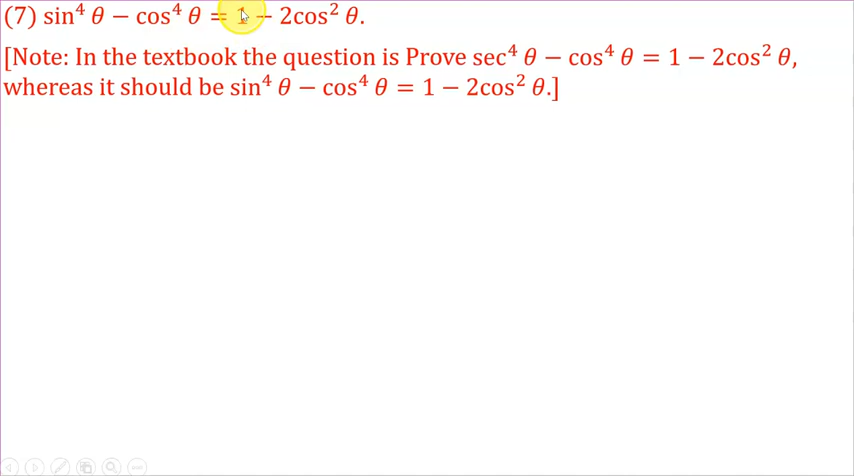 (7) sin⁴ θ − cos⁴ θ = 1 − 2cos² θ.
[Note: In the textbook the question is Prove sec⁴ θ − cos⁴ θ = 1 − 2cos² θ,
whereas it should be sin⁴ θ − cos⁴ θ = 1 − 2cos² θ.]